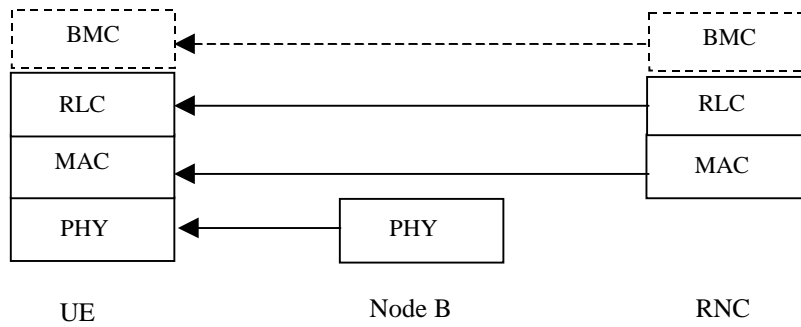 BMC BMC
RLC RLC
MAC MAC
PHY PHY
UE Node B RNC